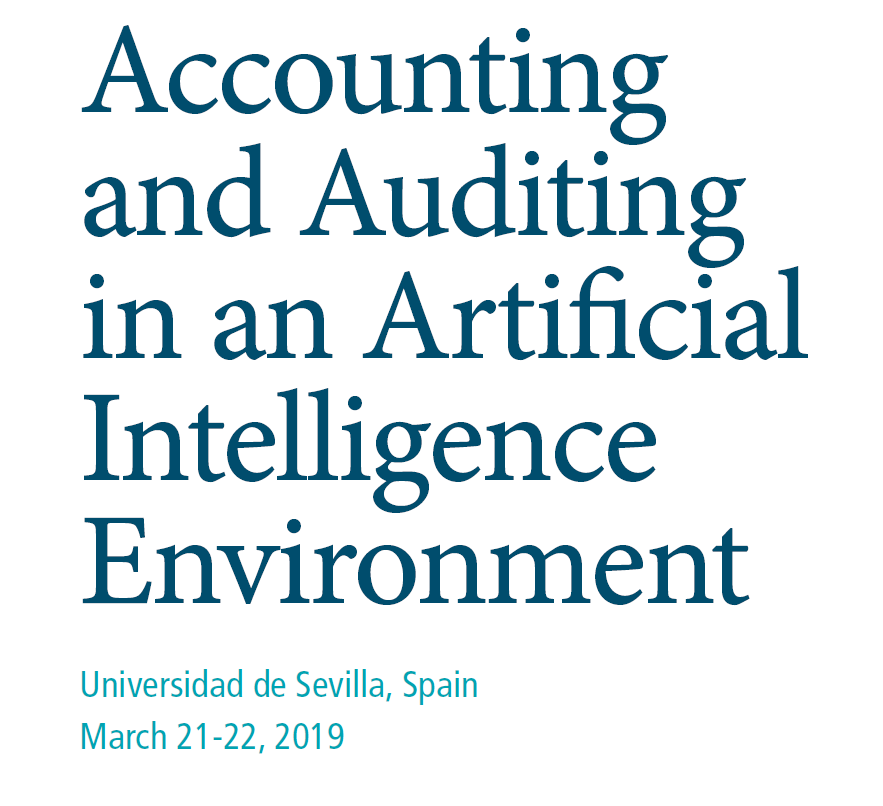 Accounting
and Auditing
in an Artificial
Intelligence
Environment
Universidad de Sevilla, Spain
March 21-22, 2019